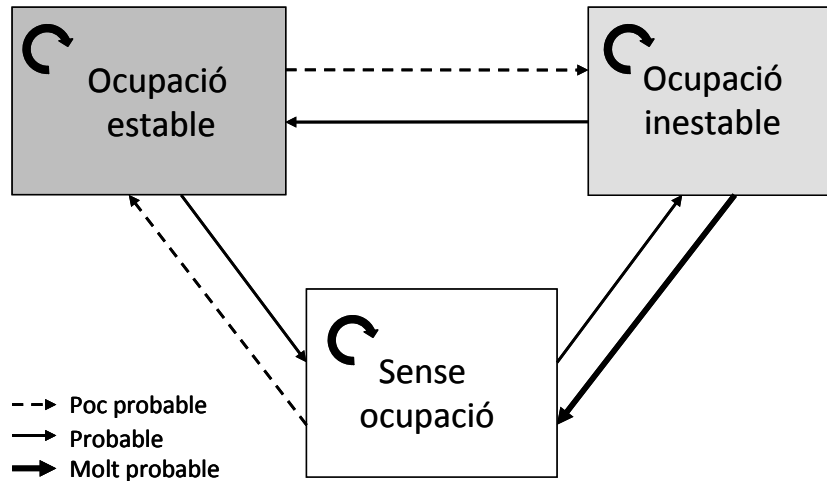 Ocupació
estable
Ocupació
inestable
Sense
ocupació
Poc probable
Probable
Molt probable